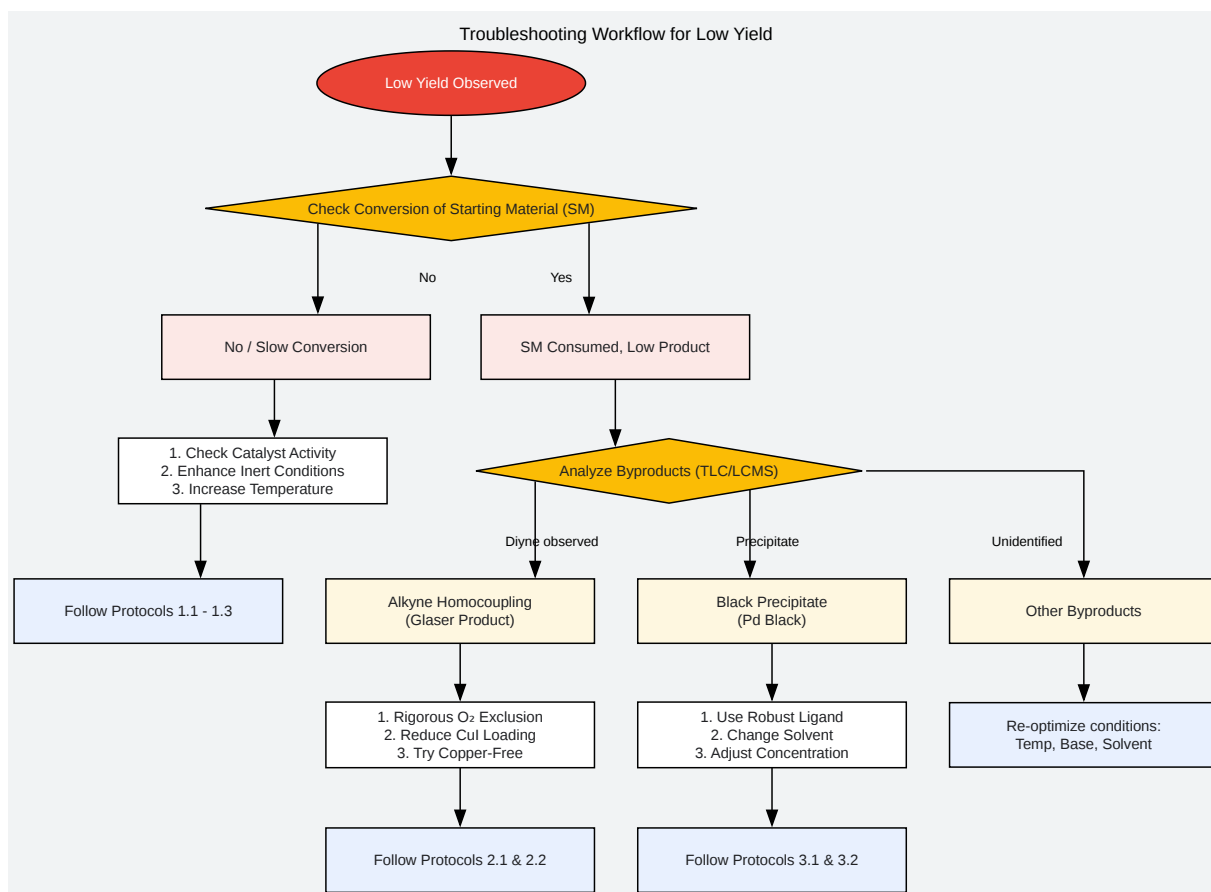 Troubleshooting Workflow for Low Yield
Low Yield Observed
Check Conversion of Starting Material (SM)
No
Yes
No / Slow Conversion
SM Consumed, Low Product
1. Check Catalyst Activity
2. Enhance Inert Conditions
3. Increase Temperature
Analyze Byproducts (TLC/LCMS)
Diyne observed
Precipitate
Unidentified
Follow Protocols 1.1 - 1.3
Alkyne Homocoupling
(Glaser Product)
Black Precipitate
(Pd Black)
Other Byproducts
1. Rigorous O₂ Exclusion
2. Reduce CuI Loading
3. Try Copper-Free
1. Use Robust Ligand
2. Change Solvent
3. Adjust Concentration
Re-optimize conditions:
Temp, Base, Solvent
Follow Protocols 2.1 & 2.2
Follow Protocols 3.1 & 3.2